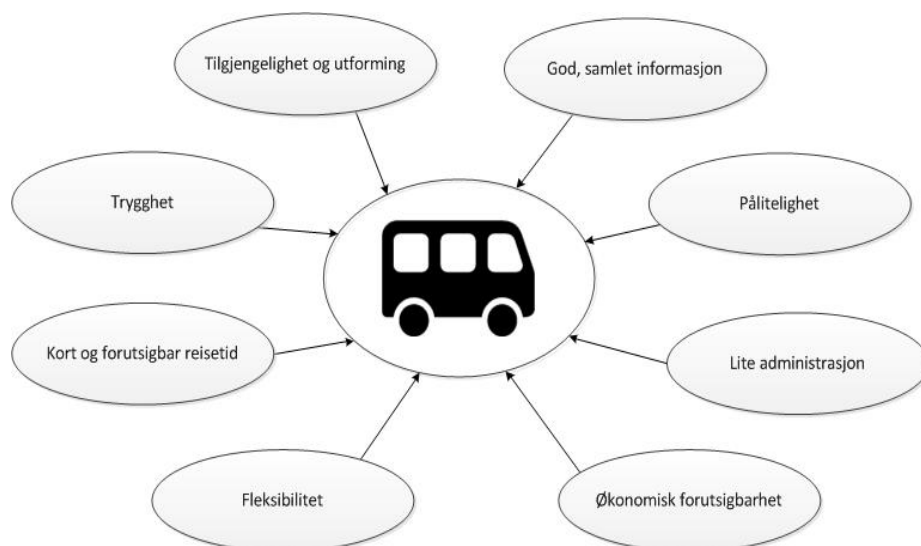 Tilgjengelighet og utforming
God, samlet informasjon
Trygghet
Pålitelighet
Kort og forutsigbar reisetid
Lite administrasjon
Fleksibilitet
Økonomisk forutsigbarhet